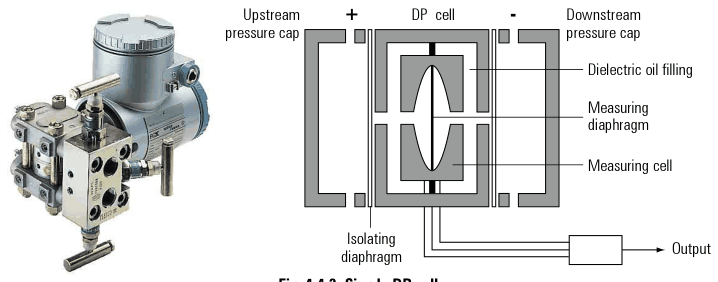 Upstream
pressure cap
+
DP cell
-
Downstream
pressure cap
Dielectric oil filling
Measuring
diaphragm
Measuring cell
Isolating
diaphragm
Output